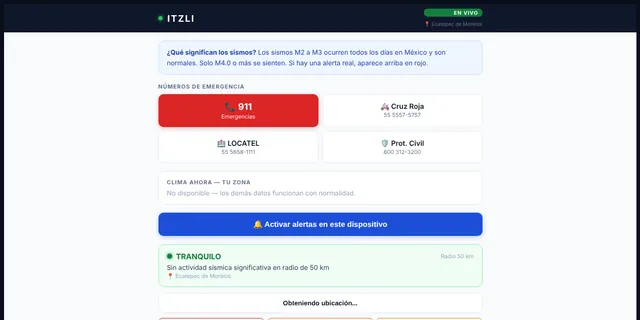 ITZLI
EN VIVO
Ecatepec de Morelos
¿Qué significan los sismos? Los sismos M2 a M3 ocurren todos los días en México y son
normales. Solo M4.0 o más se sienten. Si hay una alerta real, aparece arriba en rojo.
NÚMEROS DE EMERGENCIA
911
Emergencias
Cruz Roja
55 5557-5757
LOCATEL
55 5658-1111
Prot. Civil
800 312-3200
CLIMA AHORA — TU ZONA
No disponible — los demás datos funcionan con normalidad.
Activar alertas en este dispositivo
TRANQUILO
Radio 50 km
Sin actividad sísmica significativa en radio de 50 km
Ecatepec de Morelos
Obteniendo ubicación...